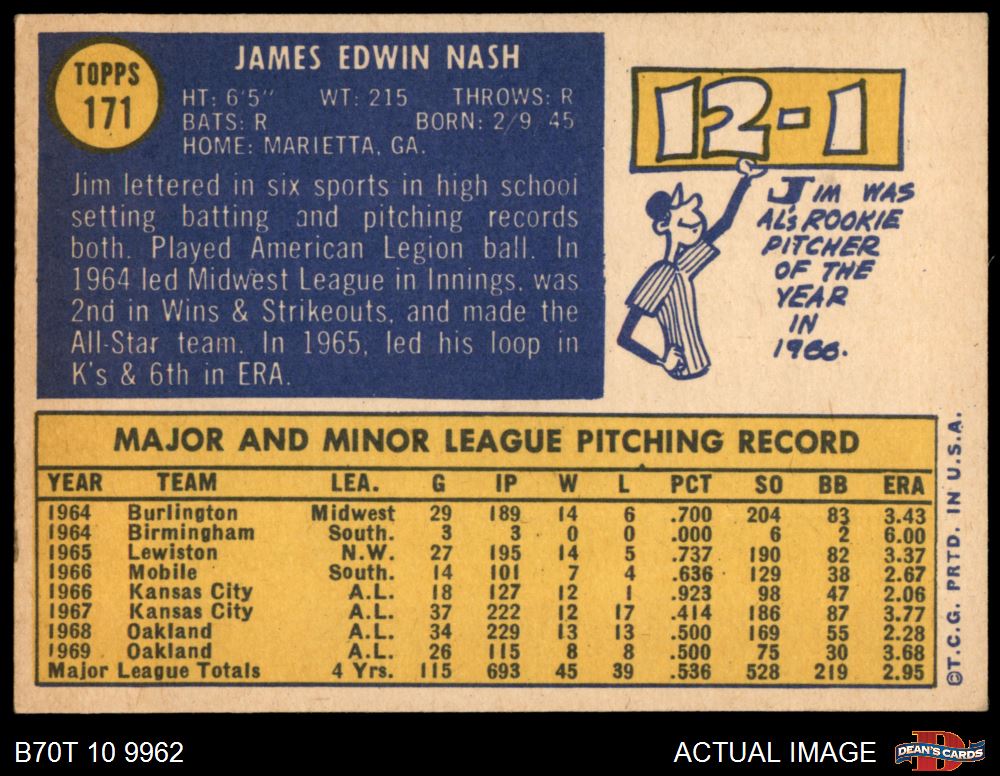 TOPPS
171
JAMES EDWIN NASH
HT: 6'5" WT: 215 THROWS: R
BATS: R BORN: 2/9 45
HOME: MARIETTA, GA.
Jim lettered in six sports in high school
setting batting and pitching records
both. Played American Legion ball. In
1964 led Midwest League in Innings, was
2nd in Wins & Strikeouts, and made the
All-Star team. In 1965, led his loop in
K's & 6th in ERA.
12-1
JIM WAS
AL'S ROOKIE
PITCHER
OF THE
YEAR
IN
1966.
MAJOR AND MINOR LEAGUE PITCHING RECORD
YEAR TEAM LEA. G IP W L PCT SO BB ERA
1964 Burlington Midwest 29 189 14 6 .700 204 83 3.43
1964 Birmingham South. 3 3 0 0 .000 6 2 6.00
1965 Lewiston N.W. 27 195 14 5 .737 190 82 3.37
1966 Mobile South. 14 101 7 4 .636 129 38 2.67
1966 Kansas City A.L. 18 127 12 1 .923 98 47 2.06
1967 Kansas City A.L. 37 222 12 17 .414 186 87 3.77
1968 Oakland A.L. 34 229 13 13 .500 169 55 2.28
1969 Oakland A.L. 26 115 8 8 .500 75 30 3.68
Major League Totals 4 Yrs. 115 693 45 39 .536 528 219 2.95
©T.C.G. PRTD. IN U.S.A.
B70T 10 9962
ACTUAL IMAGE
DEAN'S CARDS